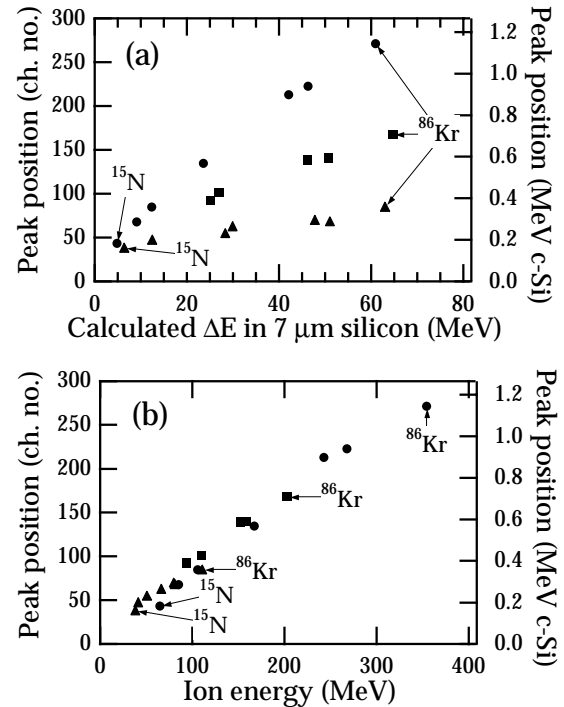 (a)
Peak position (ch. no.)
300
250
200
150
100
50
0
Peak position (MeV c-Si)
1.2
1.0
0.8
0.6
0.4
0.2
0.0
⁸⁶Kr
¹⁵N
¹⁵N
0 20 40 60 80
Calculated ΔE in 7 μm silicon (MeV)
(b)
Peak position (ch. no.)
300
250
200
150
100
50
0
Peak position (MeV c-Si)
1.2
1.0
0.8
0.6
0.4
0.2
0.0
⁸⁶Kr
⁸⁶Kr
⁸⁶Kr
¹⁵N
¹⁵N
0 100 200 300 400
Ion energy (MeV)